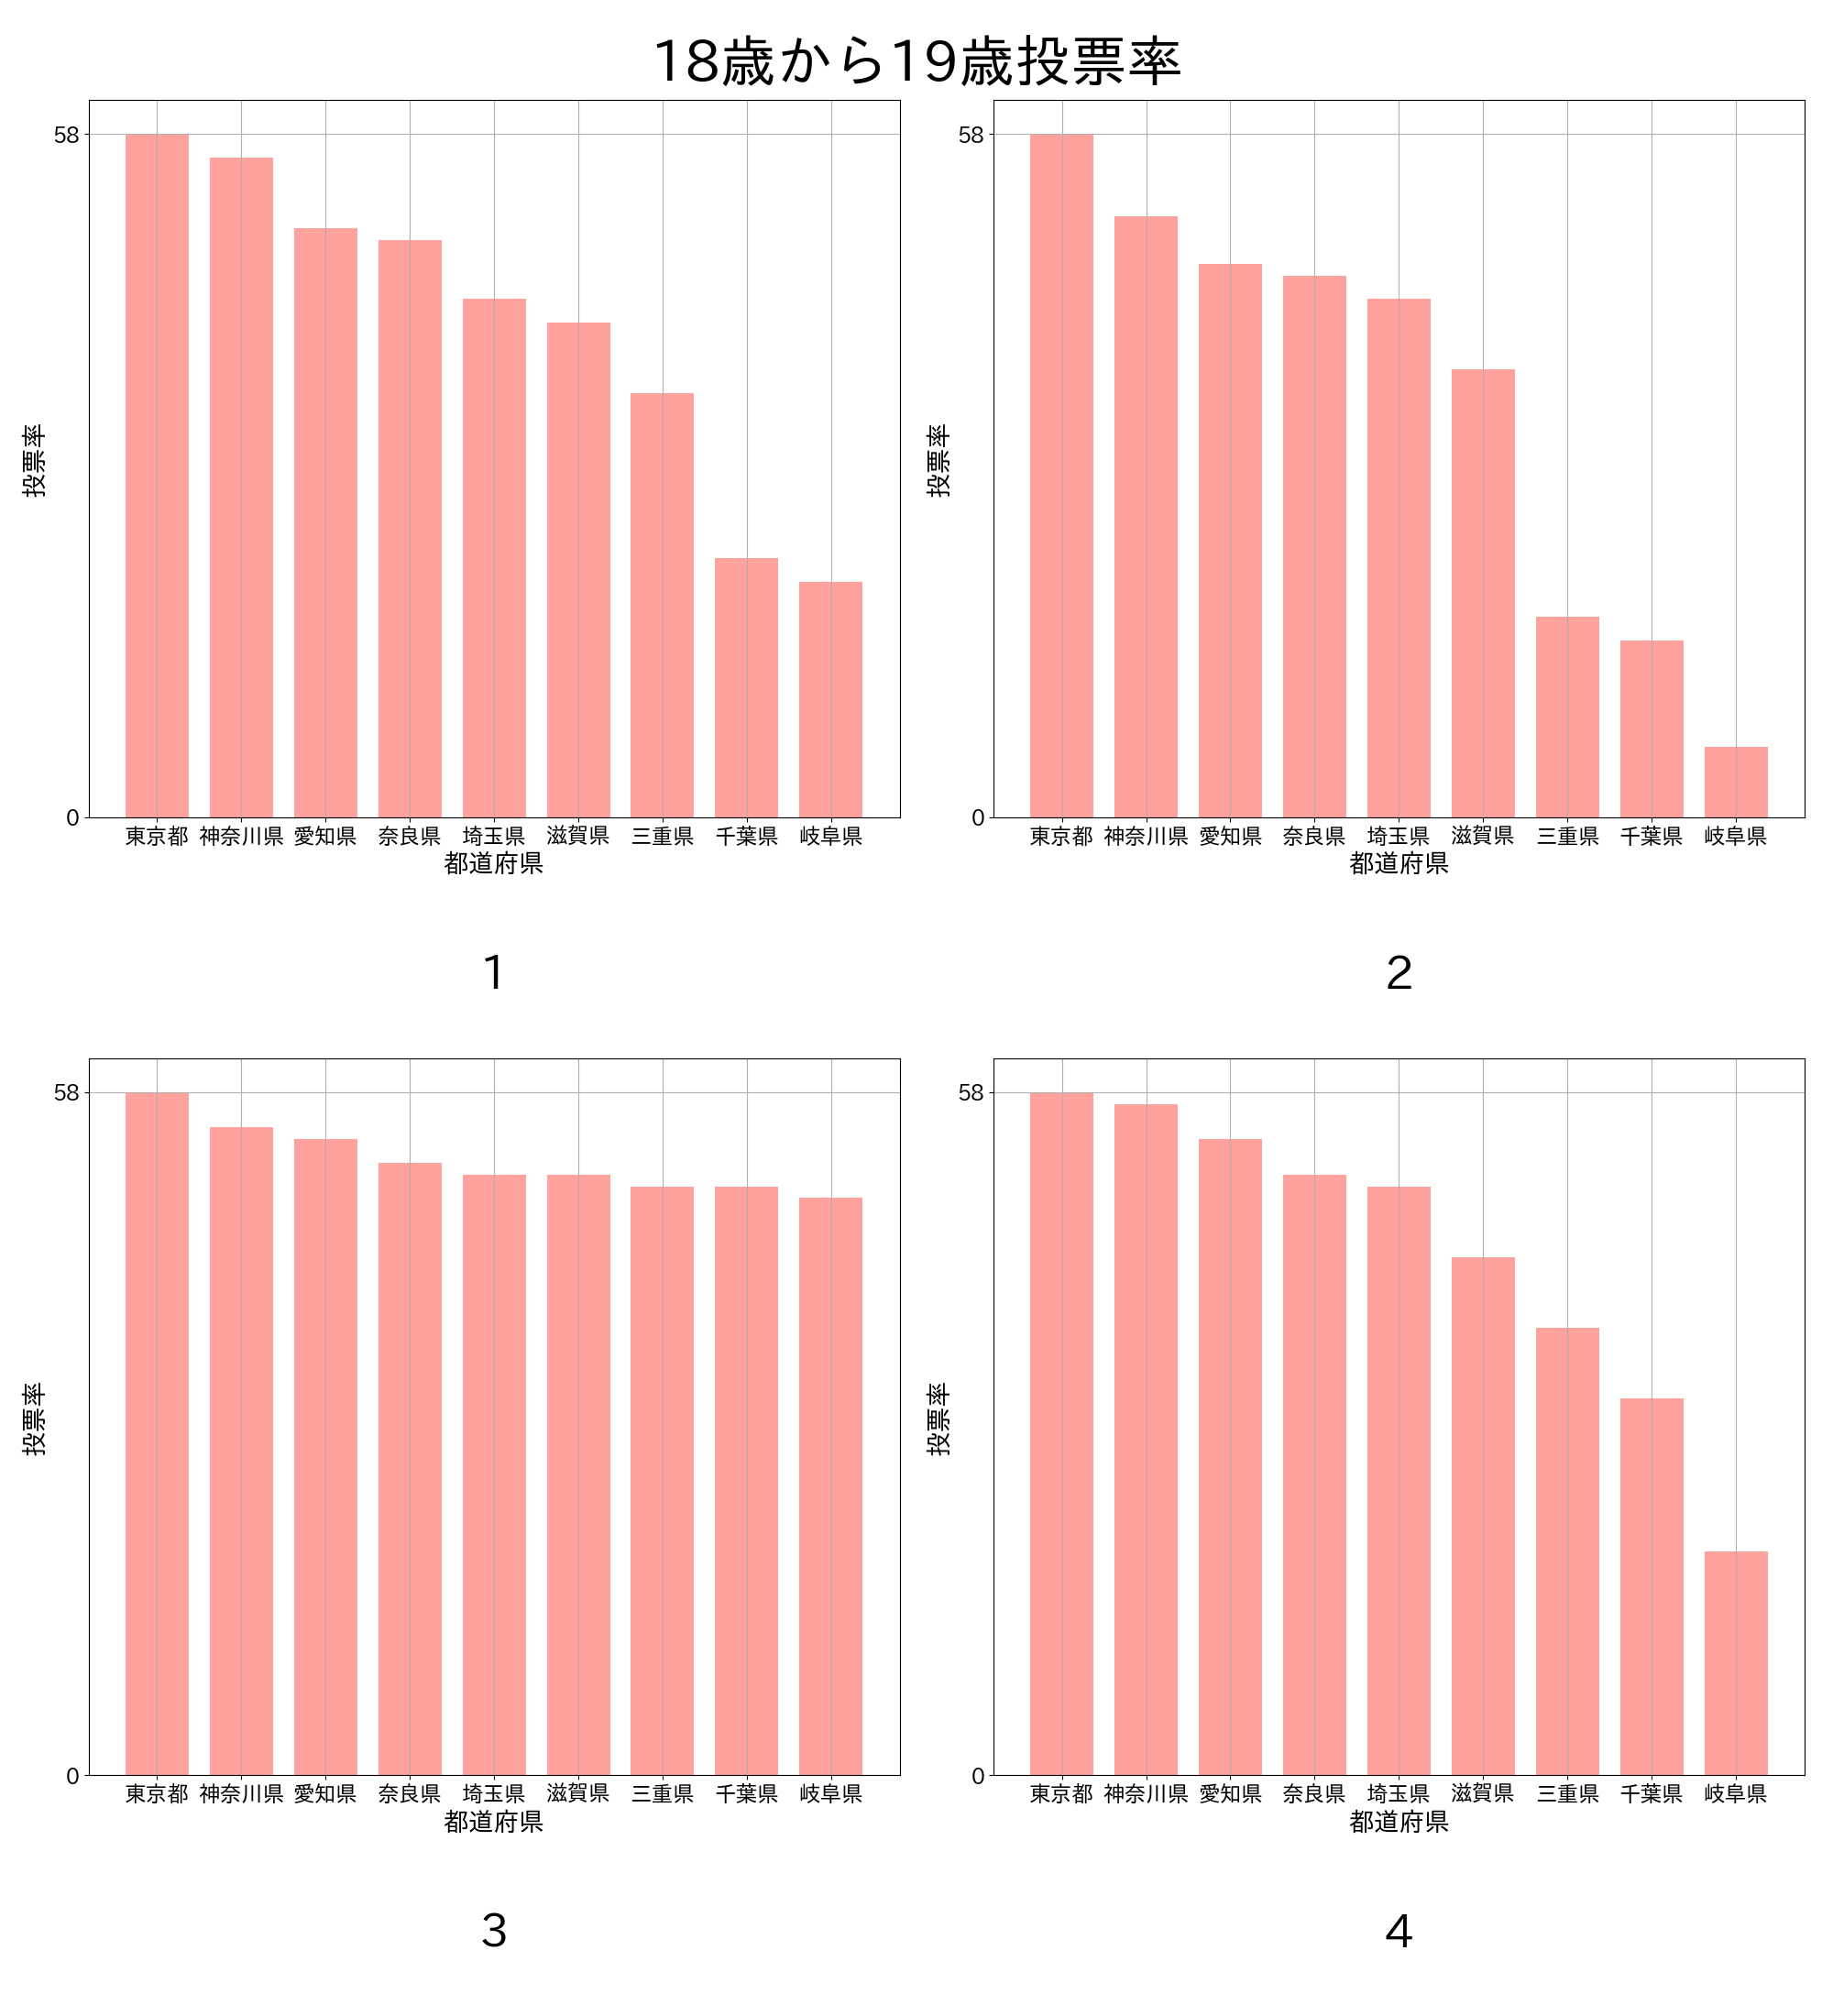 18歳から19歳投票率
58
0
投票率
東京都 神奈川県 愛知県 奈良県 埼玉県 滋賀県 三重県 千葉県 岐阜県
都道府県
1
58
0
投票率
東京都 神奈川県 愛知県 奈良県 埼玉県 滋賀県 三重県 千葉県 岐阜県
都道府県
2
58
0
投票率
東京都 神奈川県 愛知県 奈良県 埼玉県 滋賀県 三重県 千葉県 岐阜県
都道府県
3
58
0
投票率
東京都 神奈川県 愛知県 奈良県 埼玉県 滋賀県 三重県 千葉県 岐阜県
都道府県
4